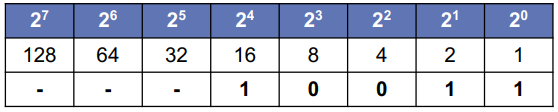 2⁷ 2⁶ 2⁵ 2⁴ 2³ 2² 2¹ 2⁰
128 64 32 16 8 4 2 1
- - - 1 0 0 1 1